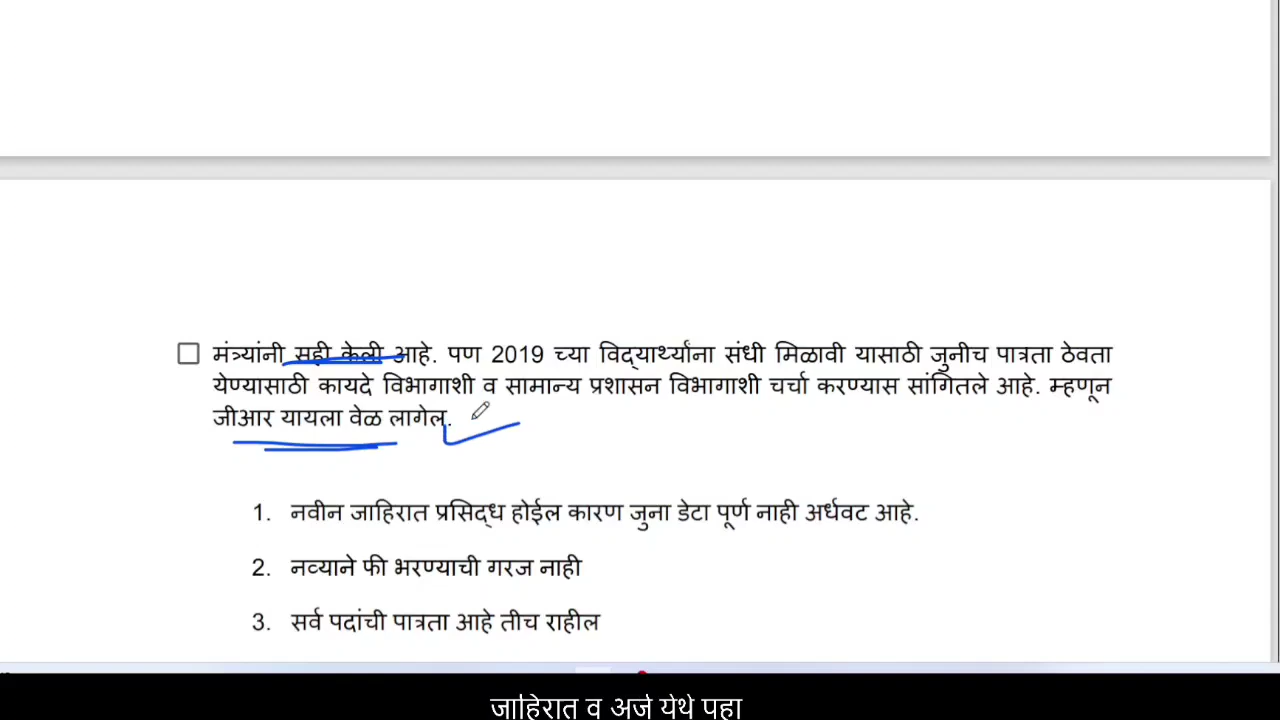 मंत्र्यांनी सही केली आहे. पण 2019 च्या विद्यार्थ्यांना संधी मिळावी यासाठी जुनीच पात्रता ठेवता
येण्यासाठी कायदे विभागाशी व सामान्य प्रशासन विभागाशी चर्चा करण्यास सांगितले आहे. म्हणून
जीआर यायला वेळ लागेल.
1. नवीन जाहिरात प्रसिद्ध होईल कारण जुना डेटा पूर्ण नाही अर्धवट आहे.
2. नव्याने फी भरण्याची गरज नाही
3. सर्व पदांची पात्रता आहे तीच राहील
जाहिरात व अर्ज येथे पहा